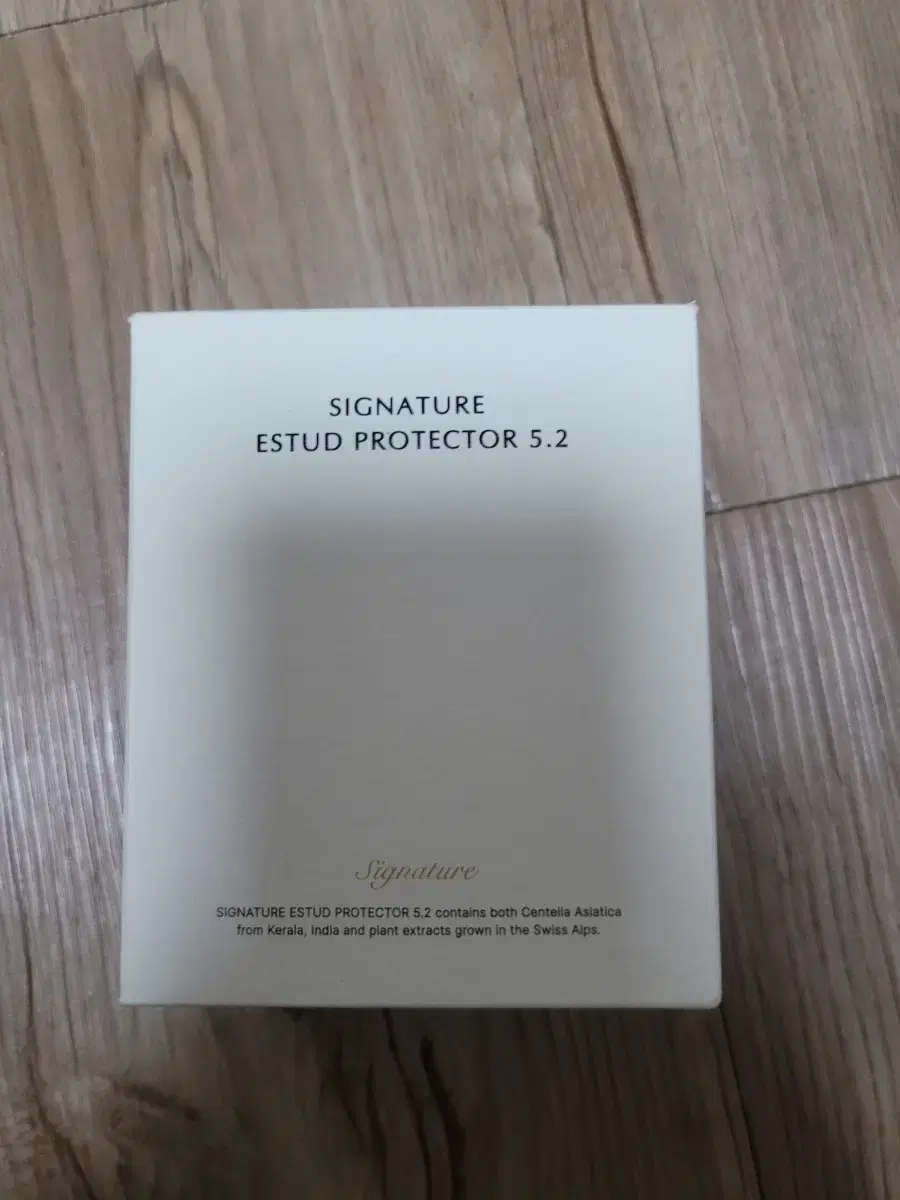 SIGNATURE
ESTUD PROTECTOR 5.2
Signature
SIGNATURE ESTUD PROTECTOR 5.2 contains both Centella Asiatica
from Kerala, India and plant extracts grown in the Swiss Alps.